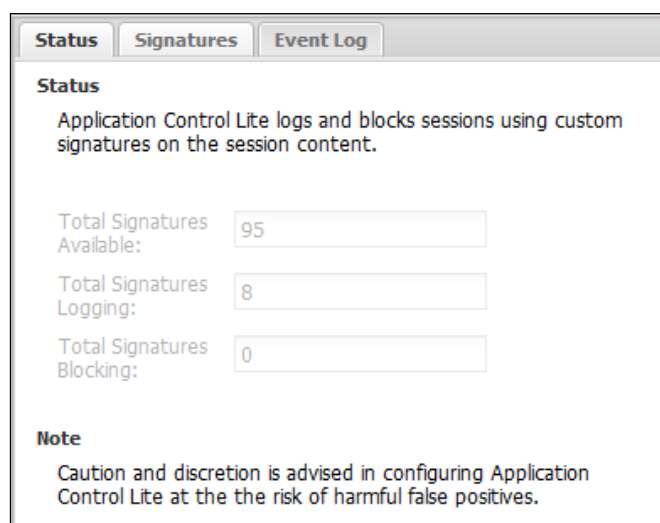 Status Signatures Event Log
Status
Application Control Lite logs and blocks sessions using custom
signatures on the session content.
Total Signatures
Available:
95
Total Signatures
Logging:
8
Total Signatures
Blocking:
0
Note
Caution and discretion is advised in configuring Application
Control Lite at the the risk of harmful false positives.